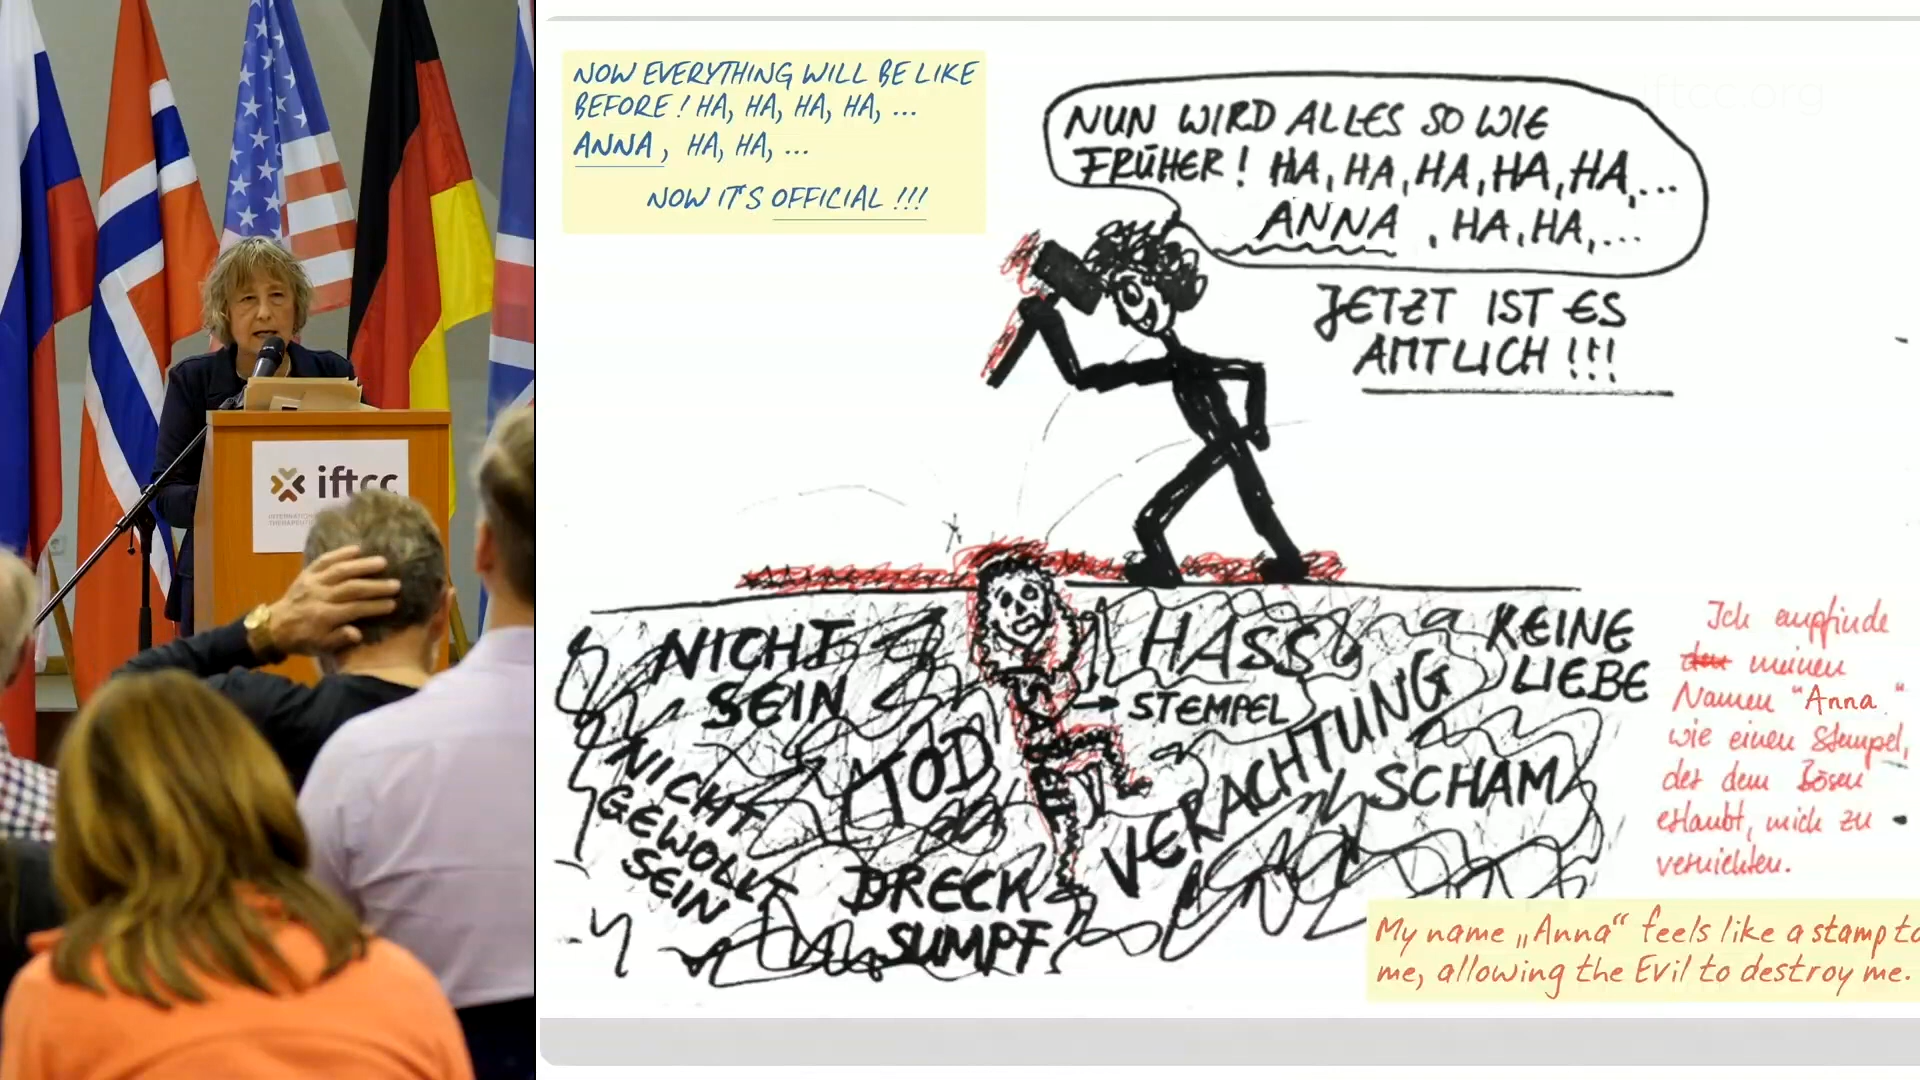 NOW EVERYTHING WILL BE LIKE
BEFORE! HA, HA, HA, HA, ...
ANNA, HA, HA, ...
NOW IT'S OFFICIAL !!!
iftcc.org
NUN WIRD ALLES SO WIE
FRÜHER! HA, HA, HA, HA, HA, ...
ANNA, HA, HA, ...
JETZT IST ES
AMTLICH !!!
iftcc
NICHT
SEIN
HASS
KEINE
LIEBE
STEMPEL
TOD
NICHT
GEWOLLT
SEIN
VERACHTUNG
SCHAM
DRECK
SUMPF
Ich empfinde
den meinen
Namen "Anna"
wie einen Stempel,
der dem Bösen
erlaubt, mich zu
vernichten.
My name „Anna“ feels like a stamp to
me, allowing the Evil to destroy me.